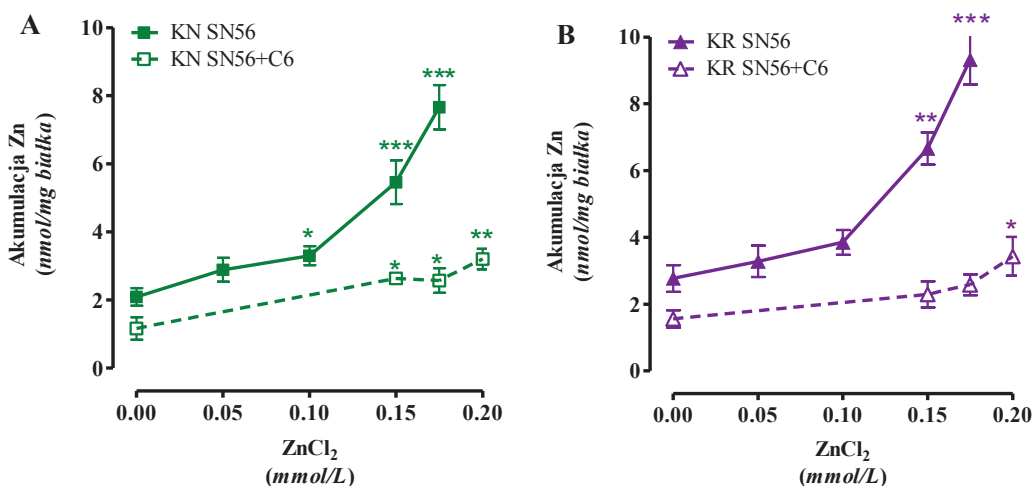 A
KN SN56
KN SN56+C6
Akumulacja Zn
(nmol/mg białka)
10
8
6
4
2
0
***
***
*
*
*
**
0.00 0.05 0.10 0.15 0.20
ZnCl2
(mmol/L)
B
KR SN56
KR SN56+C6
Akumulacja Zn
(nmol/mg białka)
10
8
6
4
2
0
***
**
*
0.00 0.05 0.10 0.15 0.20
ZnCl2
(mmol/L)